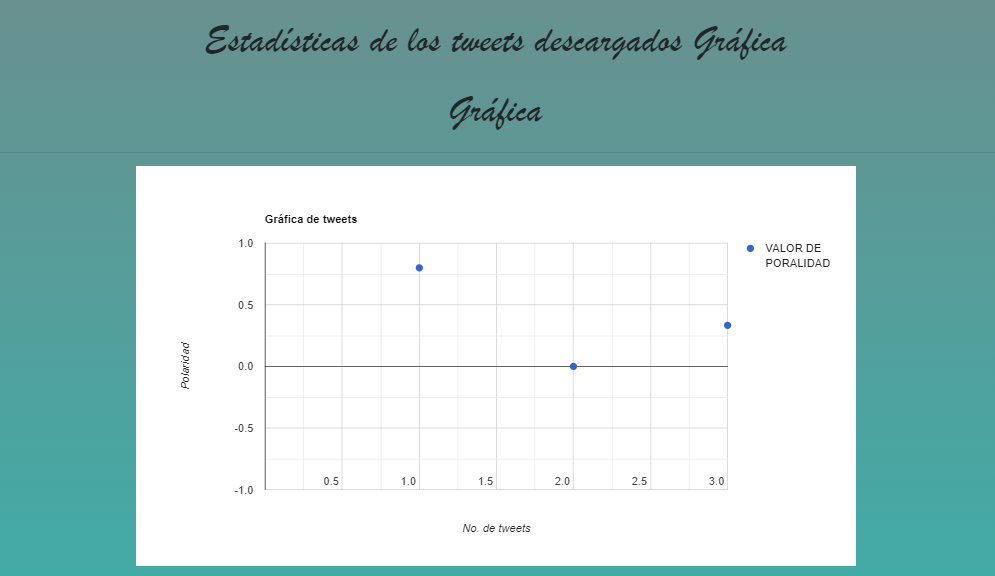 Estadísticas de los tweets descargados Gráfica
Gráfica
Gráfica de tweets
1.0
0.5
0.0
-0.5
-1.0
Polaridad
0.5 1.0 1.5 2.0 2.5 3.0
No. de tweets
VALOR DE
PORALIDAD